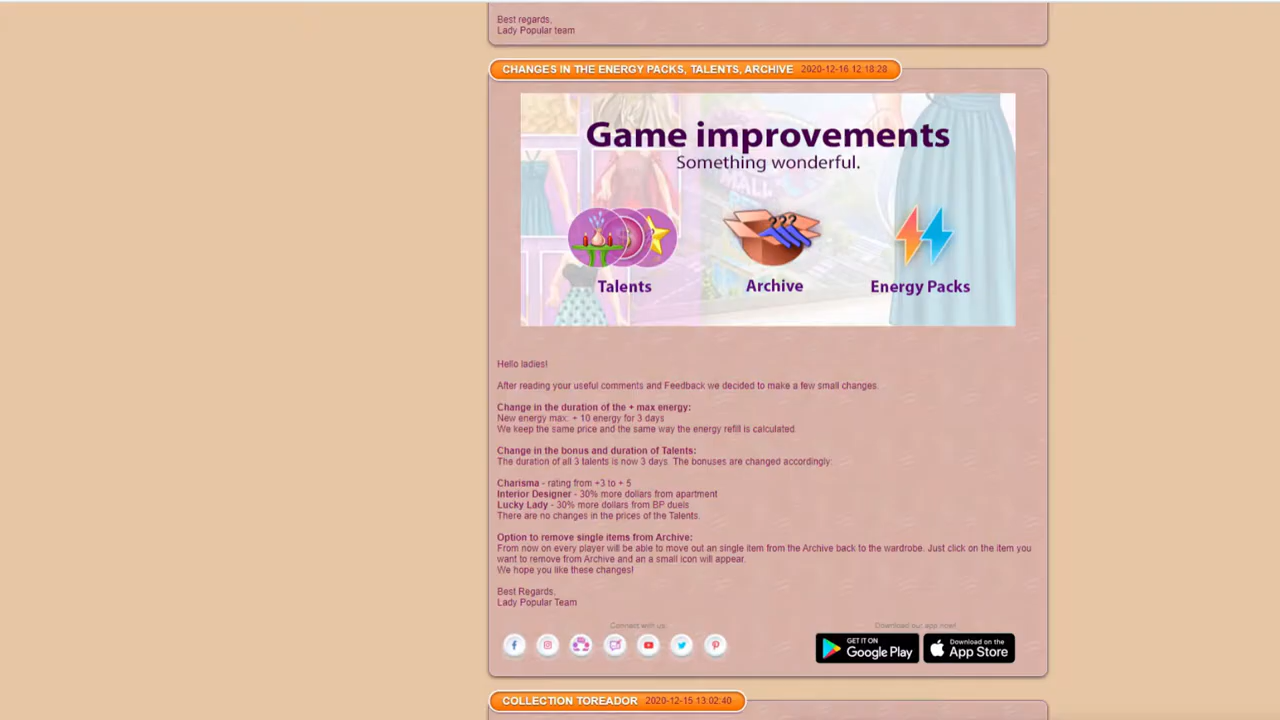 Best regards,
Lady Popular team
CHANGES IN THE ENERGY PACKS, TALENTS, ARCHIVE 2020-12-16 12:18:28
Game improvements
Something wonderful.
MALL
Talents
Archive
Energy Packs
Hello ladies!
After reading your useful comments and Feedback we decided to make a few small changes.
Change in the duration of the + max energy:
New energy max: + 10 energy for 3 days
We keep the same price and the same way the energy refill is calculated.
Change in the bonus and duration of Talents:
The duration of all 3 talents is now 3 days. The bonuses are changed accordingly:
Charisma - rating from +3 to + 5
Interior Designer - 30% more dollars from apartment
Lucky Lady - 30% more dollars from BP duels
There are no changes in the prices of the Talents.
Option to remove single items from Archive:
From now on every player will be able to move out an single item from the Archive back to the wardrobe. Just click on the item you
want to remove from Archive and an a small icon will appear.
We hope you like these changes!
Best Regards,
Lady Popular Team
Connect with us:
Download our app now!
GET IT ON
Google Play
Download on the
App Store
COLLECTION TOREADOR 2020-12-15 13:02:40